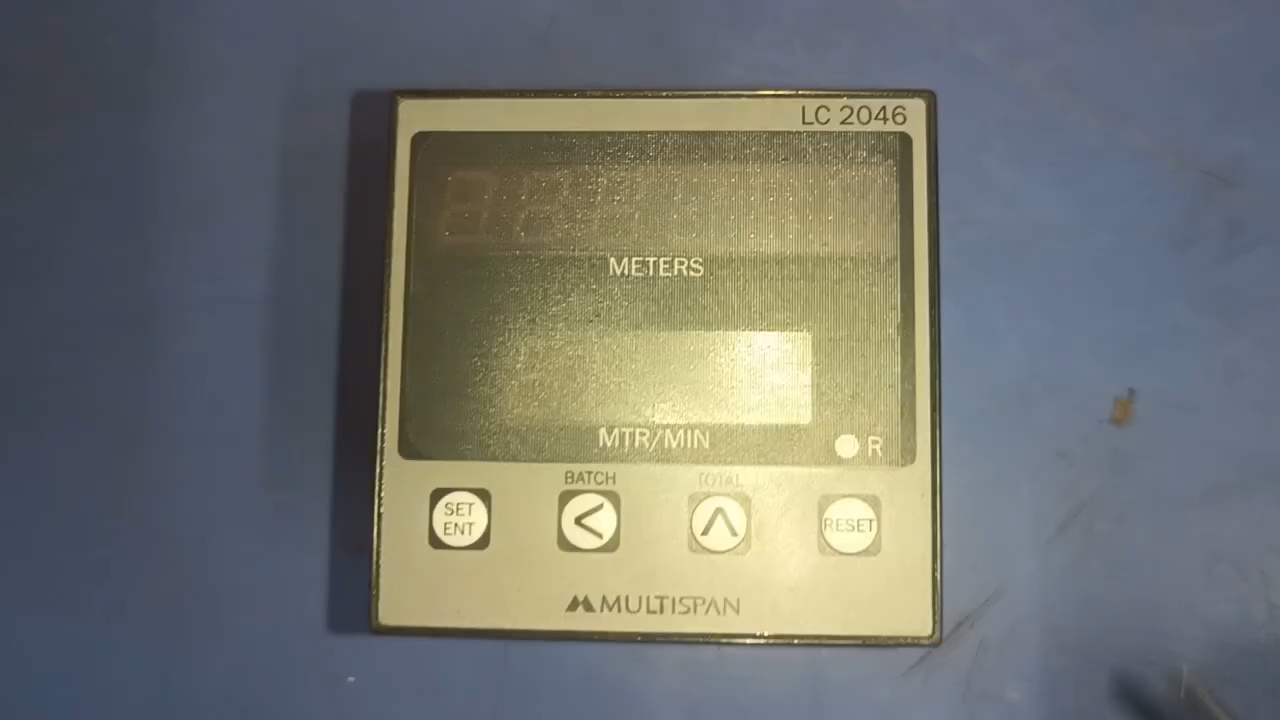 LC 2046
METERS
MTR/MIN
R
BATCH TOTAL
SET ENT
RESET
MULTISPAN